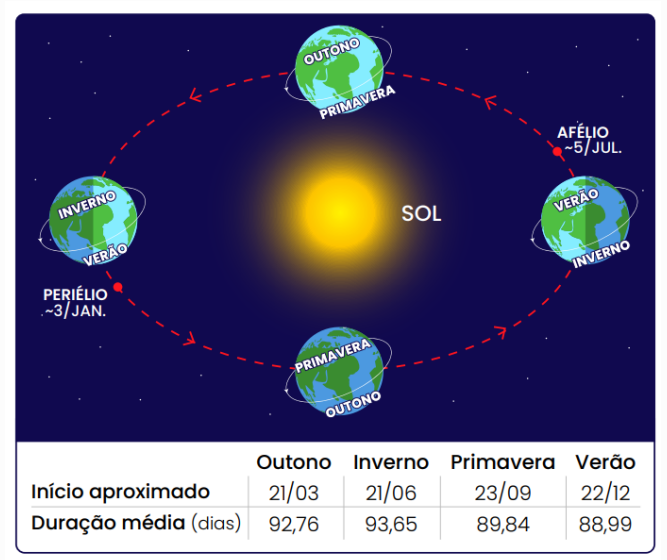 OUTONO
PRIMAVERA
AFÉLIO
~5/JUL.
INVERNO
VERÃO
SOL
VERÃO
INVERNO
PERIÉLIO
.~3/JAN.
PRIMAVERA
OUTONO
Outono Inverno Primavera Verão
Início aproximado 21/03 21/06 23/09 22/12
Duração média (dias) 92,76 93,65 89,84 88,99